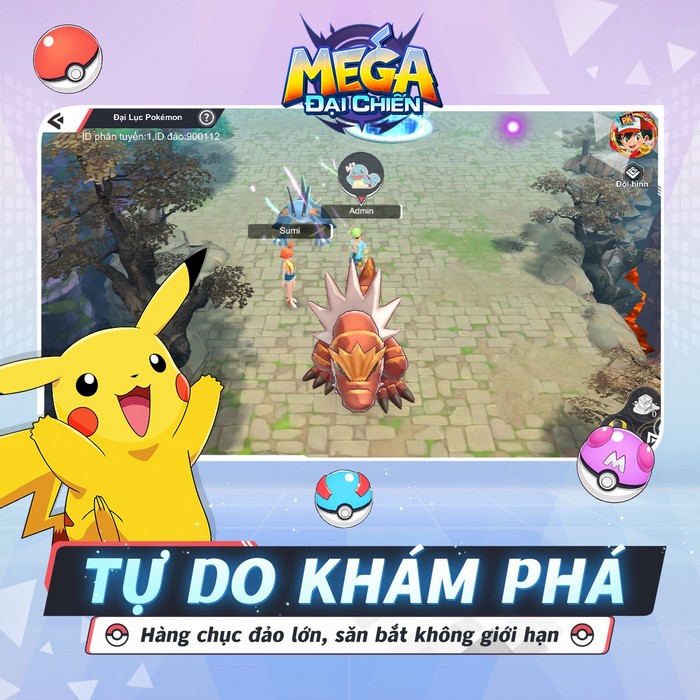 MEGA
ĐẠI CHIẾN
Đại Lục Pokémon ?
ID phân tuyến:1,ID đảo:900112
Đội hình
Admin
Sumi
M
TỰ DO KHÁM PHÁ
Hàng chục đảo lớn, săn bắt không giới hạn